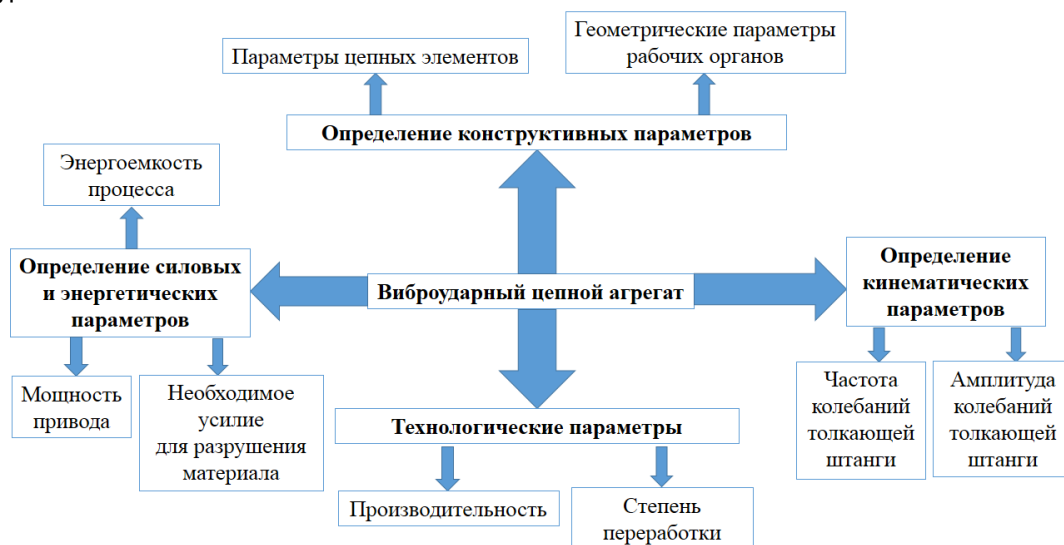 Параметры цепных элементов
Геометрические параметры
рабочих органов
Определение конструктивных параметров
Энергоемкость
процесса
Определение силовых
и энергетических
параметров
Виброударный цепной агрегат
Определение
кинематических
параметров
Мощность
привода
Необходимое
усилие
для разрушения
материала
Технологические параметры
Частота
колебаний
толкающей
штанги
Амплитуда
колебаний
толкающей
штанги
Производительность
Степень
переработки